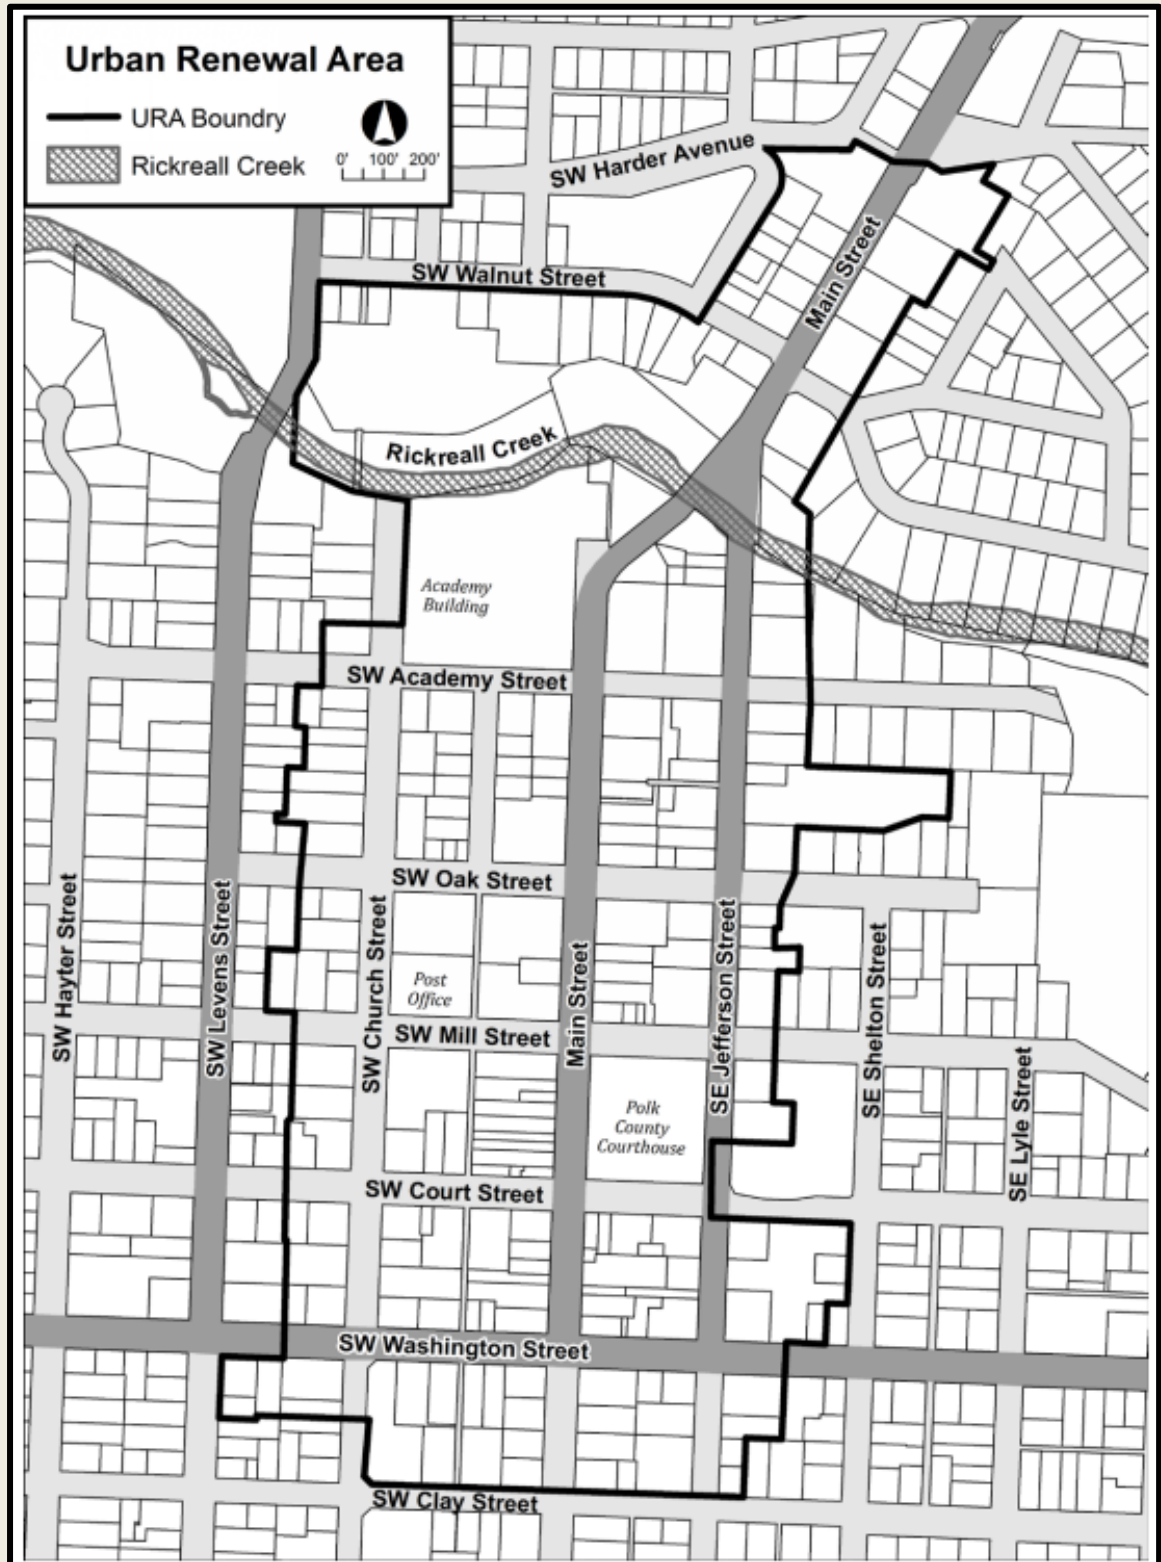 Urban Renewal Area
URA Boundry
Rickreall Creek
0' 100' 200'
SW Harder Avenue
SW Walnut Street
Main Street
Rickreall Creek
Academy
Building
SW Academy Street
SW Oak Street
SW Hayter Street
SW Levens Street
SW Church Street
Post
Office
Main Street
SE Jefferson Street
SE Shelton Street
SW Mill Street
SE Lyle Street
Polk
County
Courthouse
SW Court Street
SW Washington Street
SW Clay Street